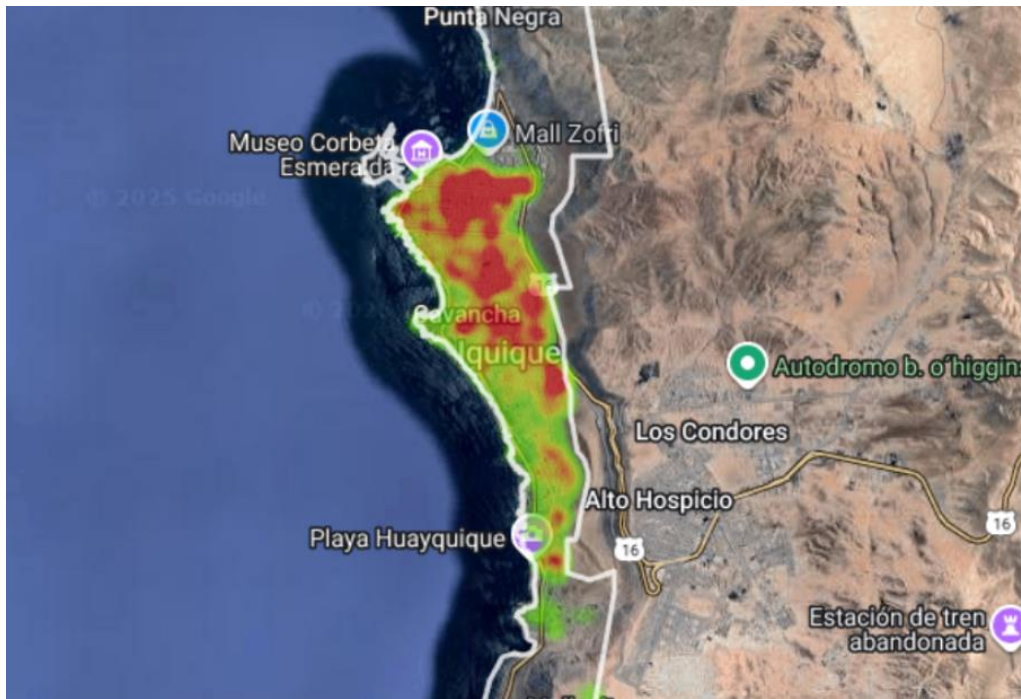 Punta Negra
Mall Zofri
Museo Corbeta
Esmeralda
© 2025 Google
Cavancha
Iquique
Autodromo b. o'higgins
Los Condores
Alto Hospicio
Playa Huayquique
16
16
Estación de tren
abandonada